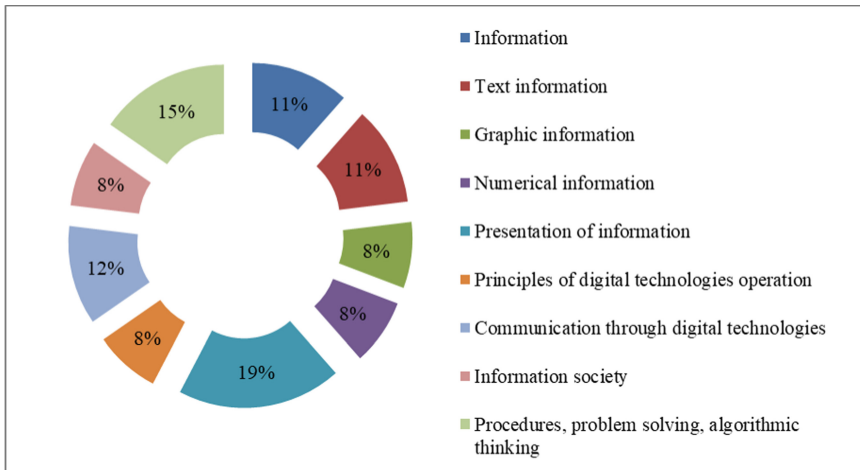 11%
11%
8%
8%
19%
8%
12%
8%
15%
Information
Text information
Graphic information
Numerical information
Presentation of information
Principles of digital technologies operation
Communication through digital technologies
Information society
Procedures, problem solving, algorithmic
thinking